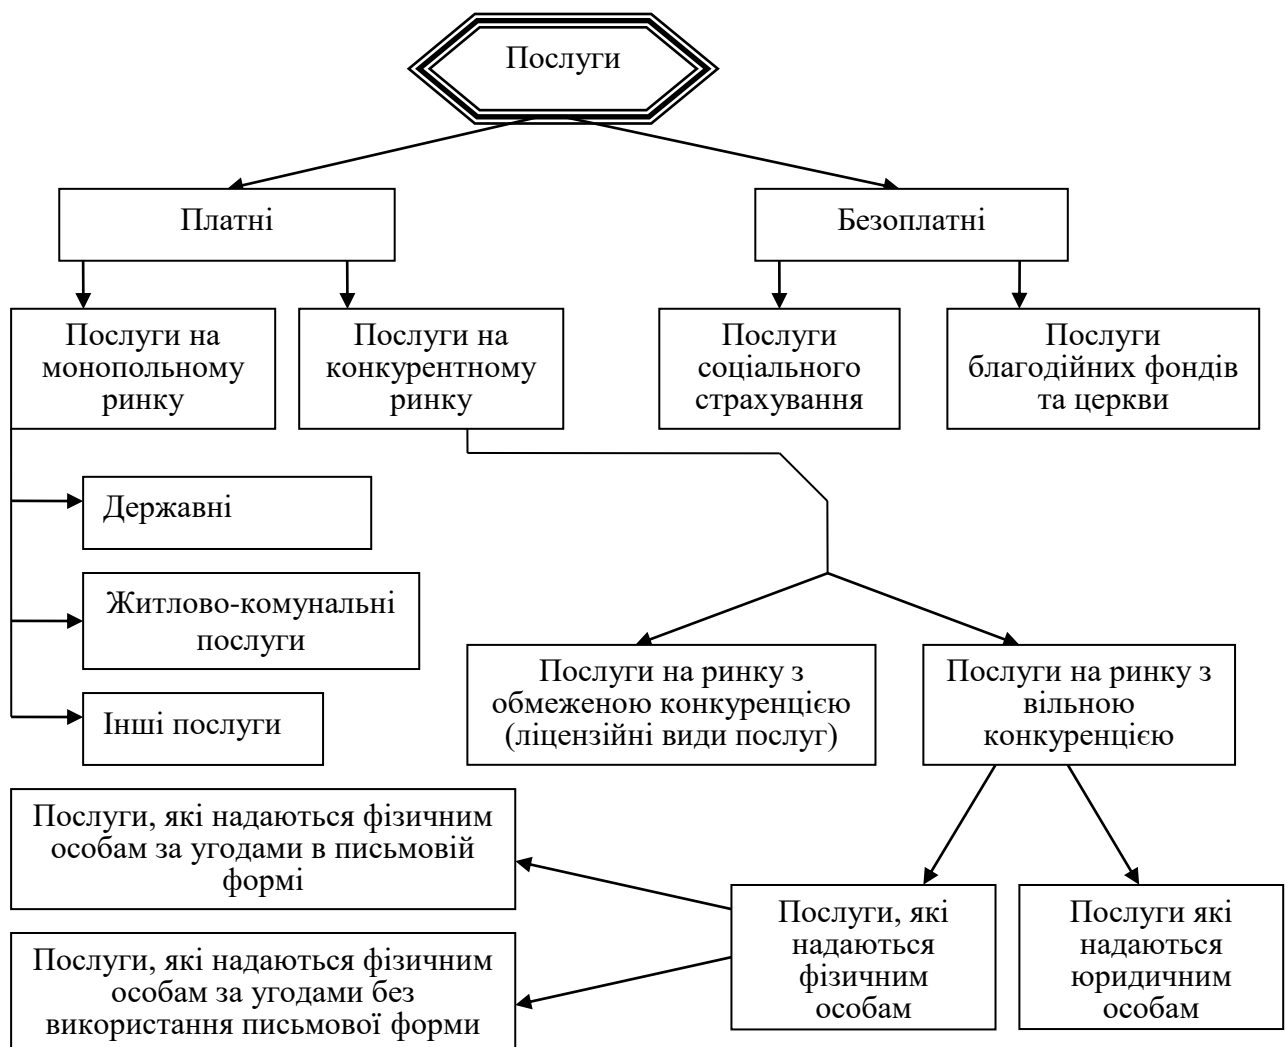 Послуги
Платні
Безоплатні
Послуги на
монопольному
ринку
Послуги на
конкурентному
ринку
Послуги
соціального
страхування
Послуги
благодійних фондів
та церкви
Державні
Житлово-комунальні
послуги
Інші послуги
Послуги на ринку з
обмеженою конкуренцією
(ліцензійні види послуг)
Послуги на ринку з
вільною
конкуренцією
Послуги, які надаються фізичним
особам за угодами в письмовій
формі
Послуги, які надаються фізичним
особам за угодами без
використання письмової форми
Послуги, які
надаються
фізичним
особам
Послуги які
надаються
юридичним
особам